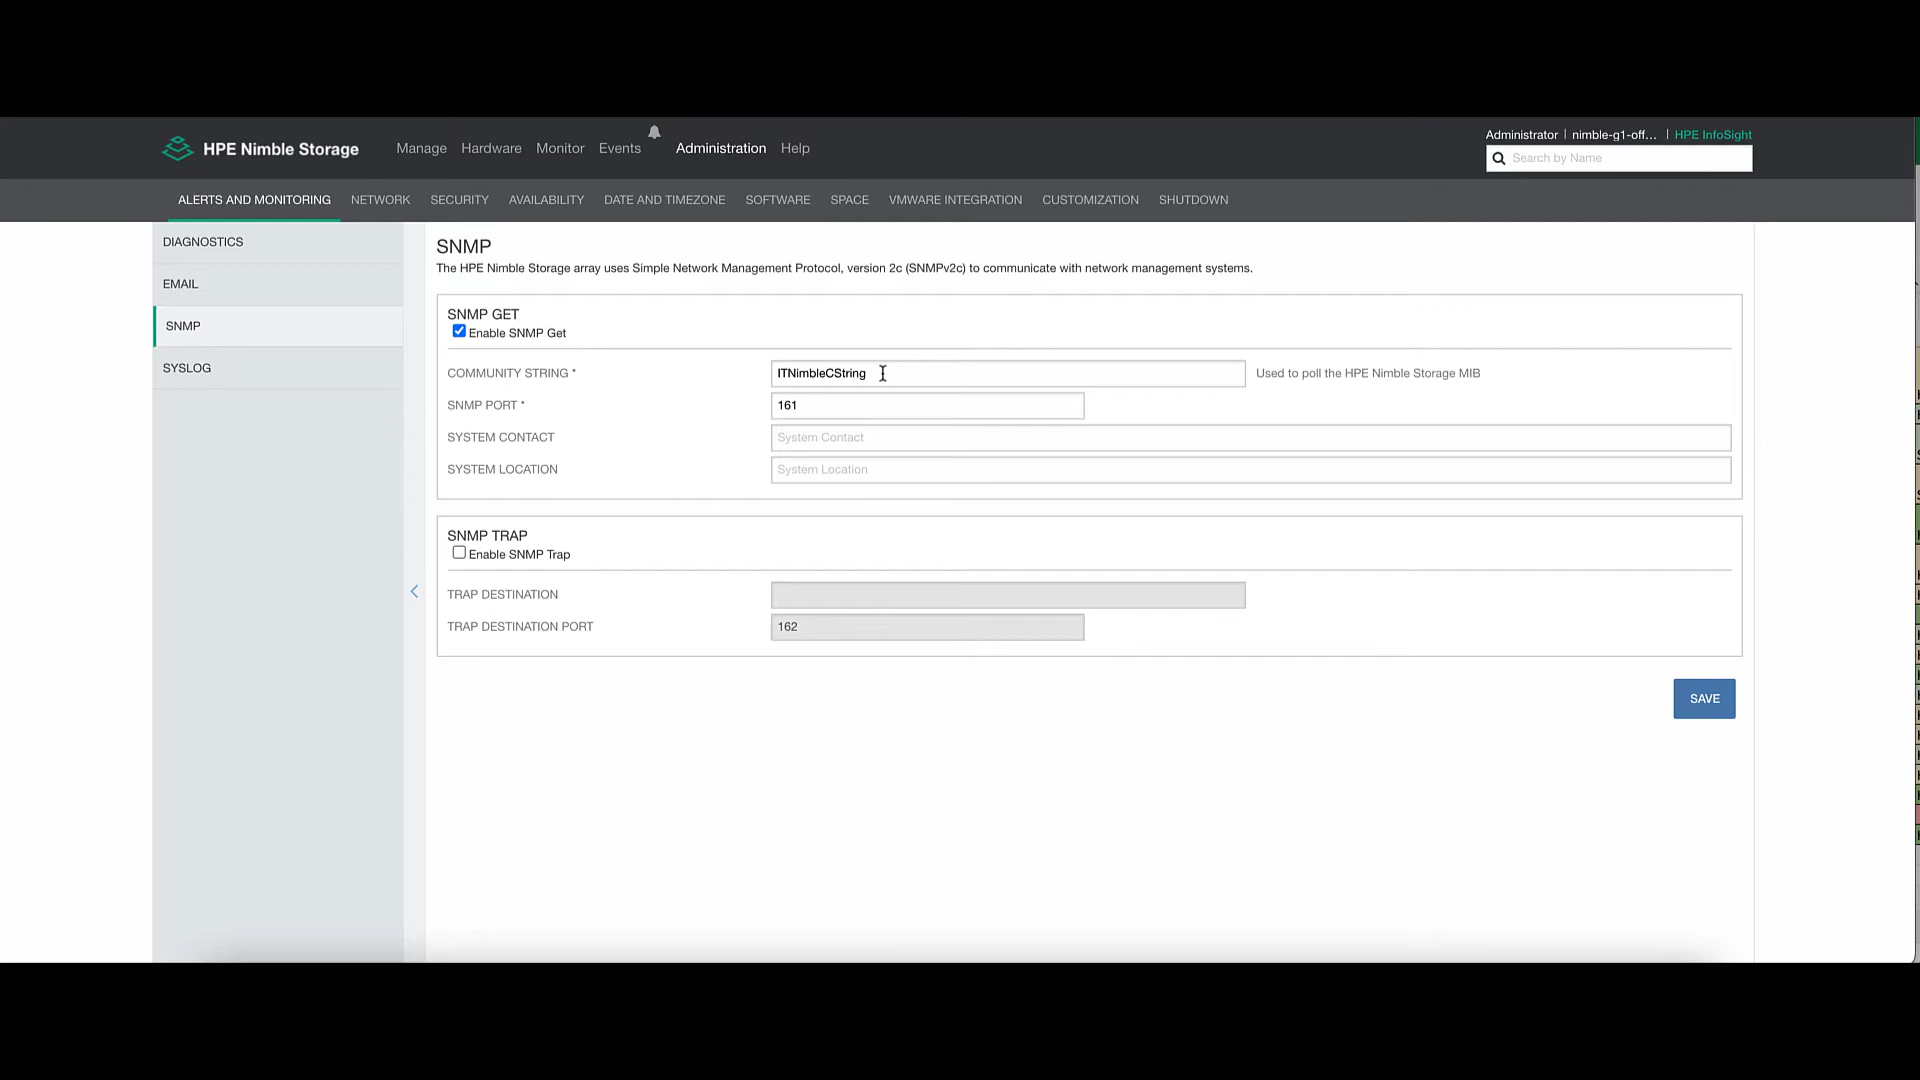 HPE Nimble Storage
Manage Hardware Monitor Events Administration Help
Administrator | nimble-g1-off... | HPE InfoSight
Search by Name
ALERTS AND MONITORING NETWORK SECURITY AVAILABILITY DATE AND TIMEZONE SOFTWARE SPACE VMWARE INTEGRATION CUSTOMIZATION SHUTDOWN
DIAGNOSTICS
EMAIL
SNMP
SYSLOG
SNMP
The HPE Nimble Storage array uses Simple Network Management Protocol, version 2c (SNMPv2c) to communicate with network management systems.
SNMP GET
Enable SNMP Get
COMMUNITY STRING * ITNimbleCString Used to poll the HPE Nimble Storage MIB
SNMP PORT * 161
SYSTEM CONTACT System Contact
SYSTEM LOCATION System Location
SNMP TRAP
Enable SNMP Trap
TRAP DESTINATION
TRAP DESTINATION PORT 162
SAVE